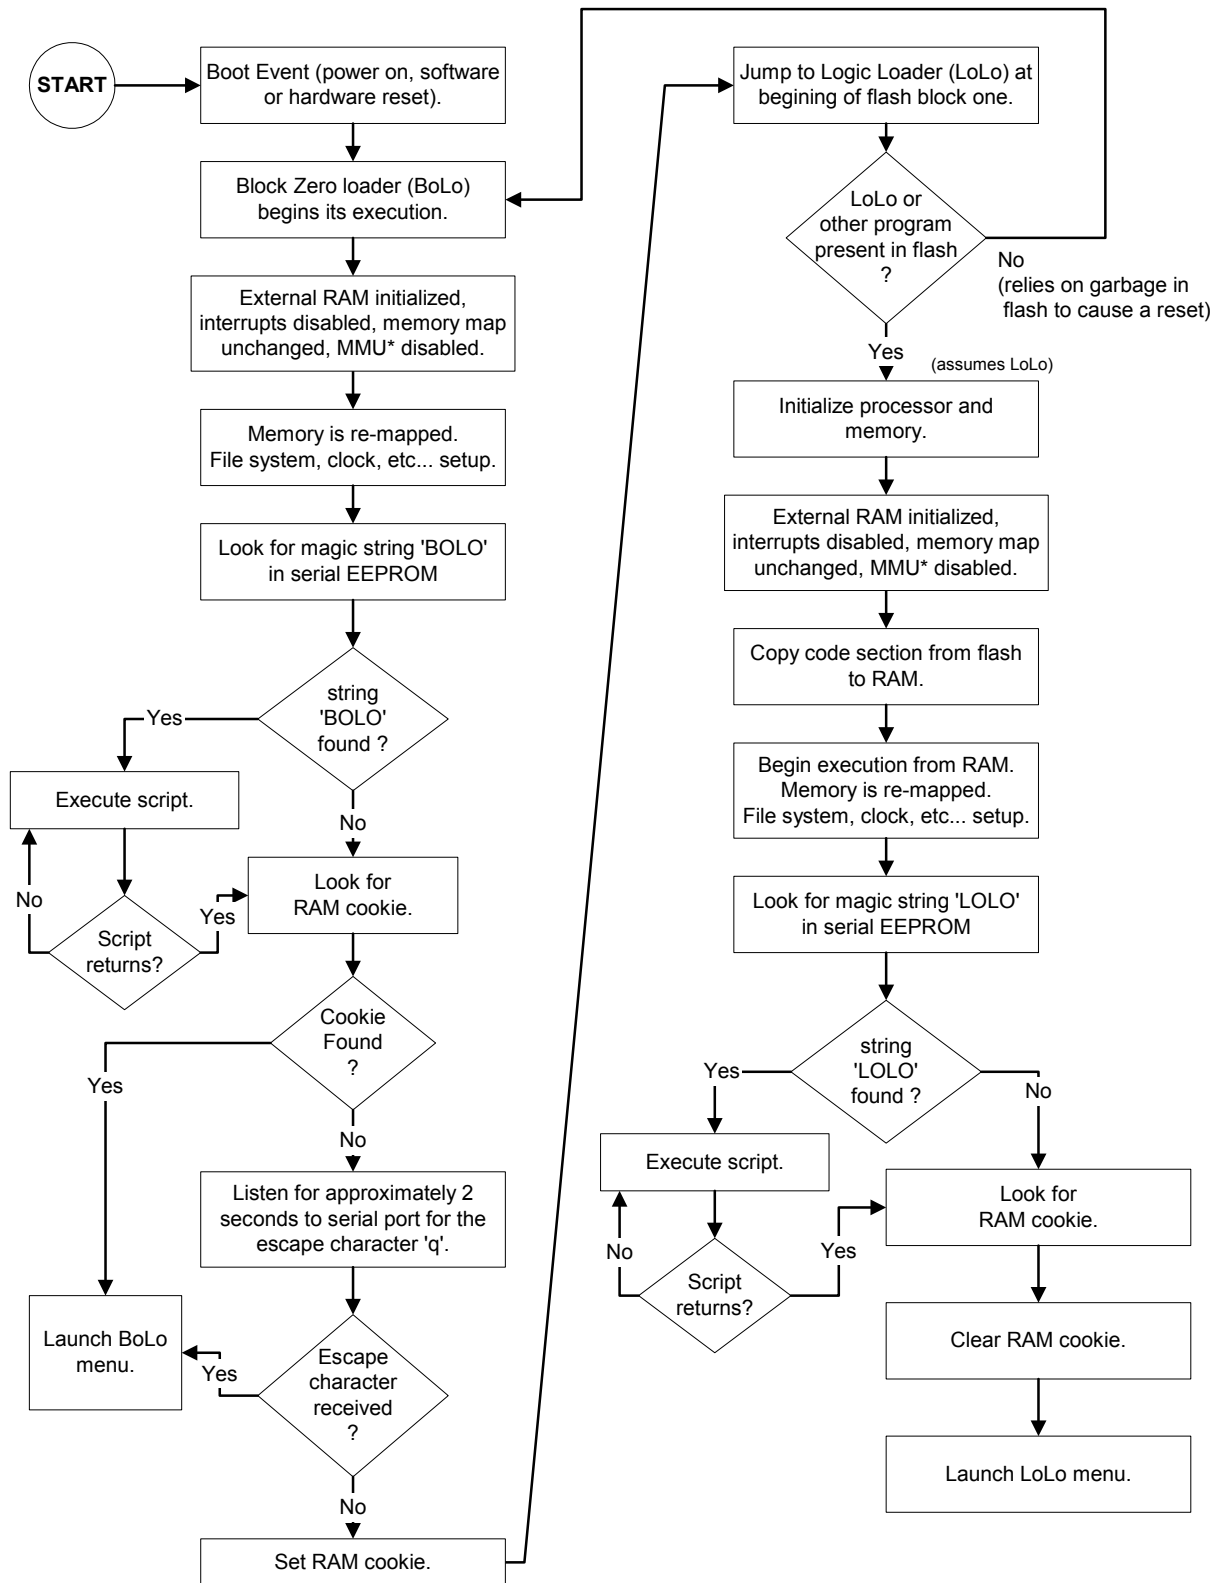 START
Boot Event (power on, software
or hardware reset).
Block Zero loader (BoLo)
begins its execution.
External RAM initialized,
interrupts disabled, memory map
unchanged, MMU* disabled.
Memory is re-mapped.
File system, clock, etc... setup.
Look for magic string 'BOLO'
in serial EEPROM
string
'BOLO'
found ?
Yes
Execute script.
No
No
Script
returns?
Yes
Look for
RAM cookie.
Cookie
Found
?
Yes
No
Listen for approximately 2
seconds to serial port for the
escape character 'q'.
Launch BoLo
menu.
Yes
Escape
character
received
?
No
Set RAM cookie.
Jump to Logic Loader (LoLo) at
begining of flash block one.
LoLo or
other program
present in flash
?
No
(relies on garbage in
flash to cause a reset)
Yes
(assumes LoLo)
Initialize processor and
memory.
External RAM initialized,
interrupts disabled, memory map
unchanged, MMU* disabled.
Copy code section from flash
to RAM.
Begin execution from RAM.
Memory is re-mapped.
File system, clock, etc... setup.
Look for magic string 'LOLO'
in serial EEPROM
string
'LOLO'
found ?
Yes
No
Execute script.
No
Script
returns?
Yes
Look for
RAM cookie.
Clear RAM cookie.
Launch LoLo menu.